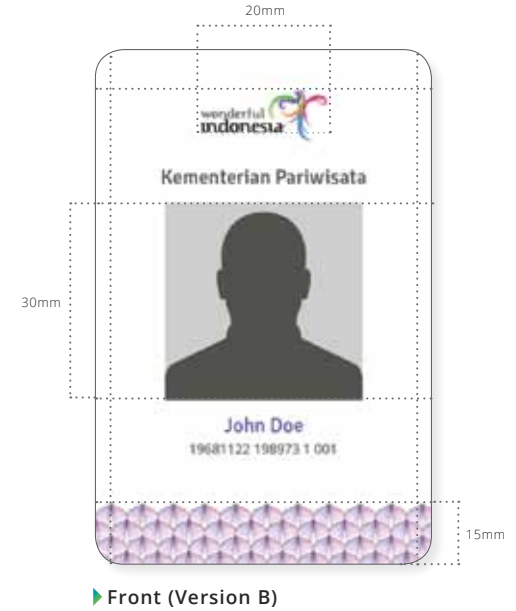 20mm
wonderful
indonesia
Kementerian Pariwisata
30mm
John Doe
19681122 198973 1 001
15mm
Front (Version B)